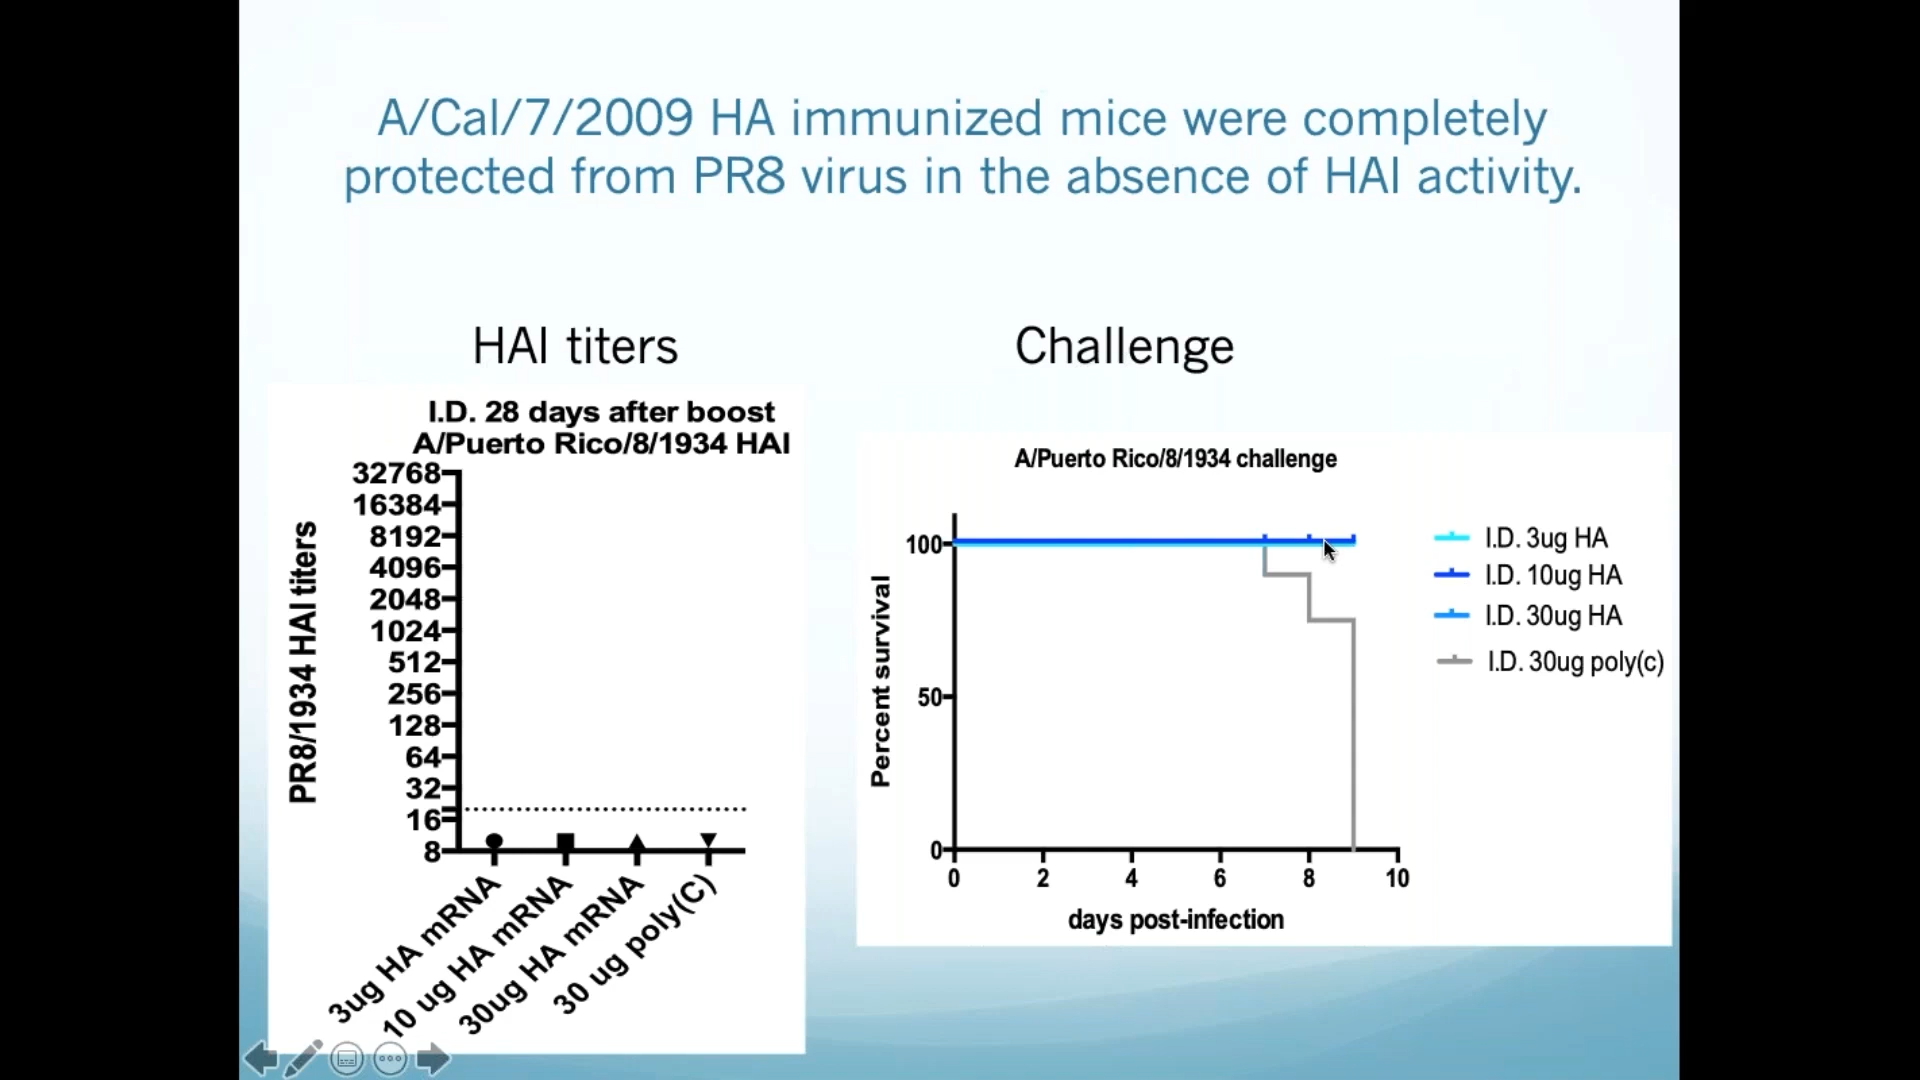 A/Cal/7/2009 HA immunized mice were completely
protected from PR8 virus in the absence of HAI activity.
HAI titers
I.D. 28 days after boost
A/Puerto Rico/8/1934 HAI
PR8/1934 HAI titers
32768
16384
8192
4096
2048
1024
512
256
128
64
32
16
8
3ug HA mRNA
10 ug HA mRNA
30ug HA mRNA
30 ug poly(C)
Challenge
A/Puerto Rico/8/1934 challenge
Percent survival
100
50
0
0 2 4 6 8 10
days post-infection
I.D. 3ug HA
I.D. 10ug HA
I.D. 30ug HA
I.D. 30ug poly(c)